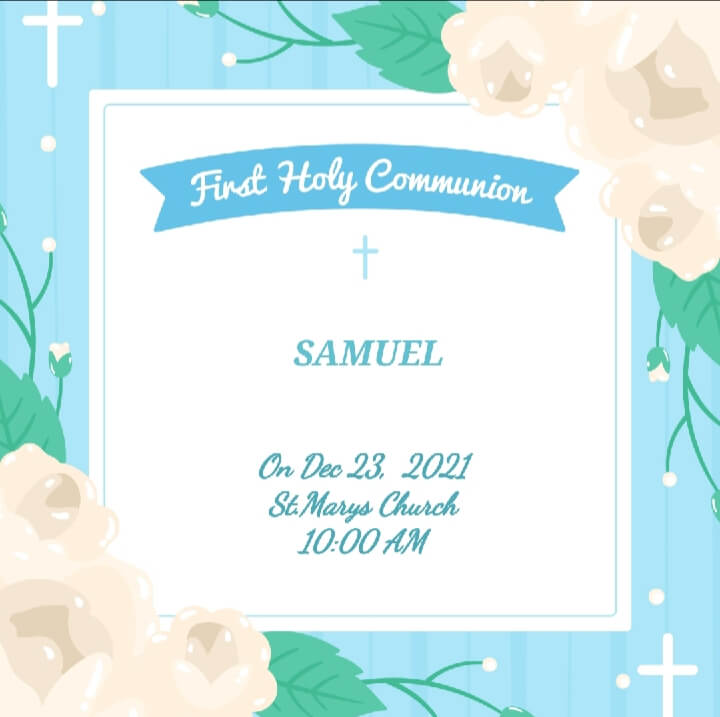 First Holy Communion
SAMUEL
On Dec 23, 2021
St.Marys Church
10:00 AM